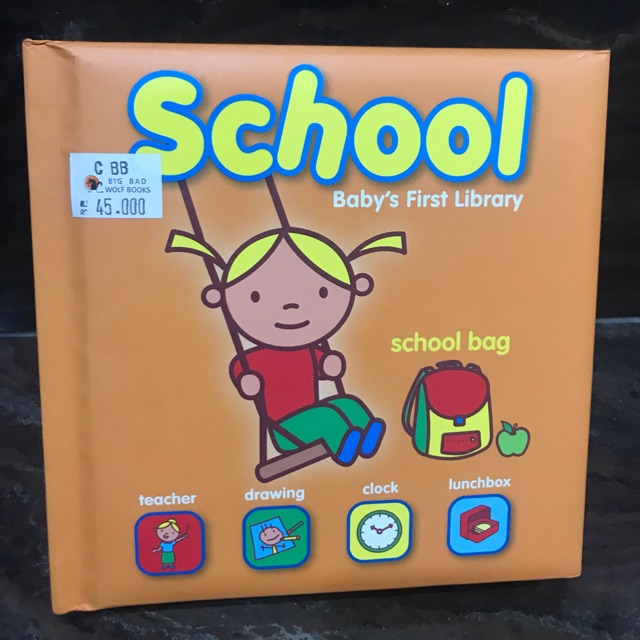 School
Baby's First Library
C BB
BIG BAD
WOLF BOOKS
45.000
school bag
teacher
drawing
clock
lunchbox